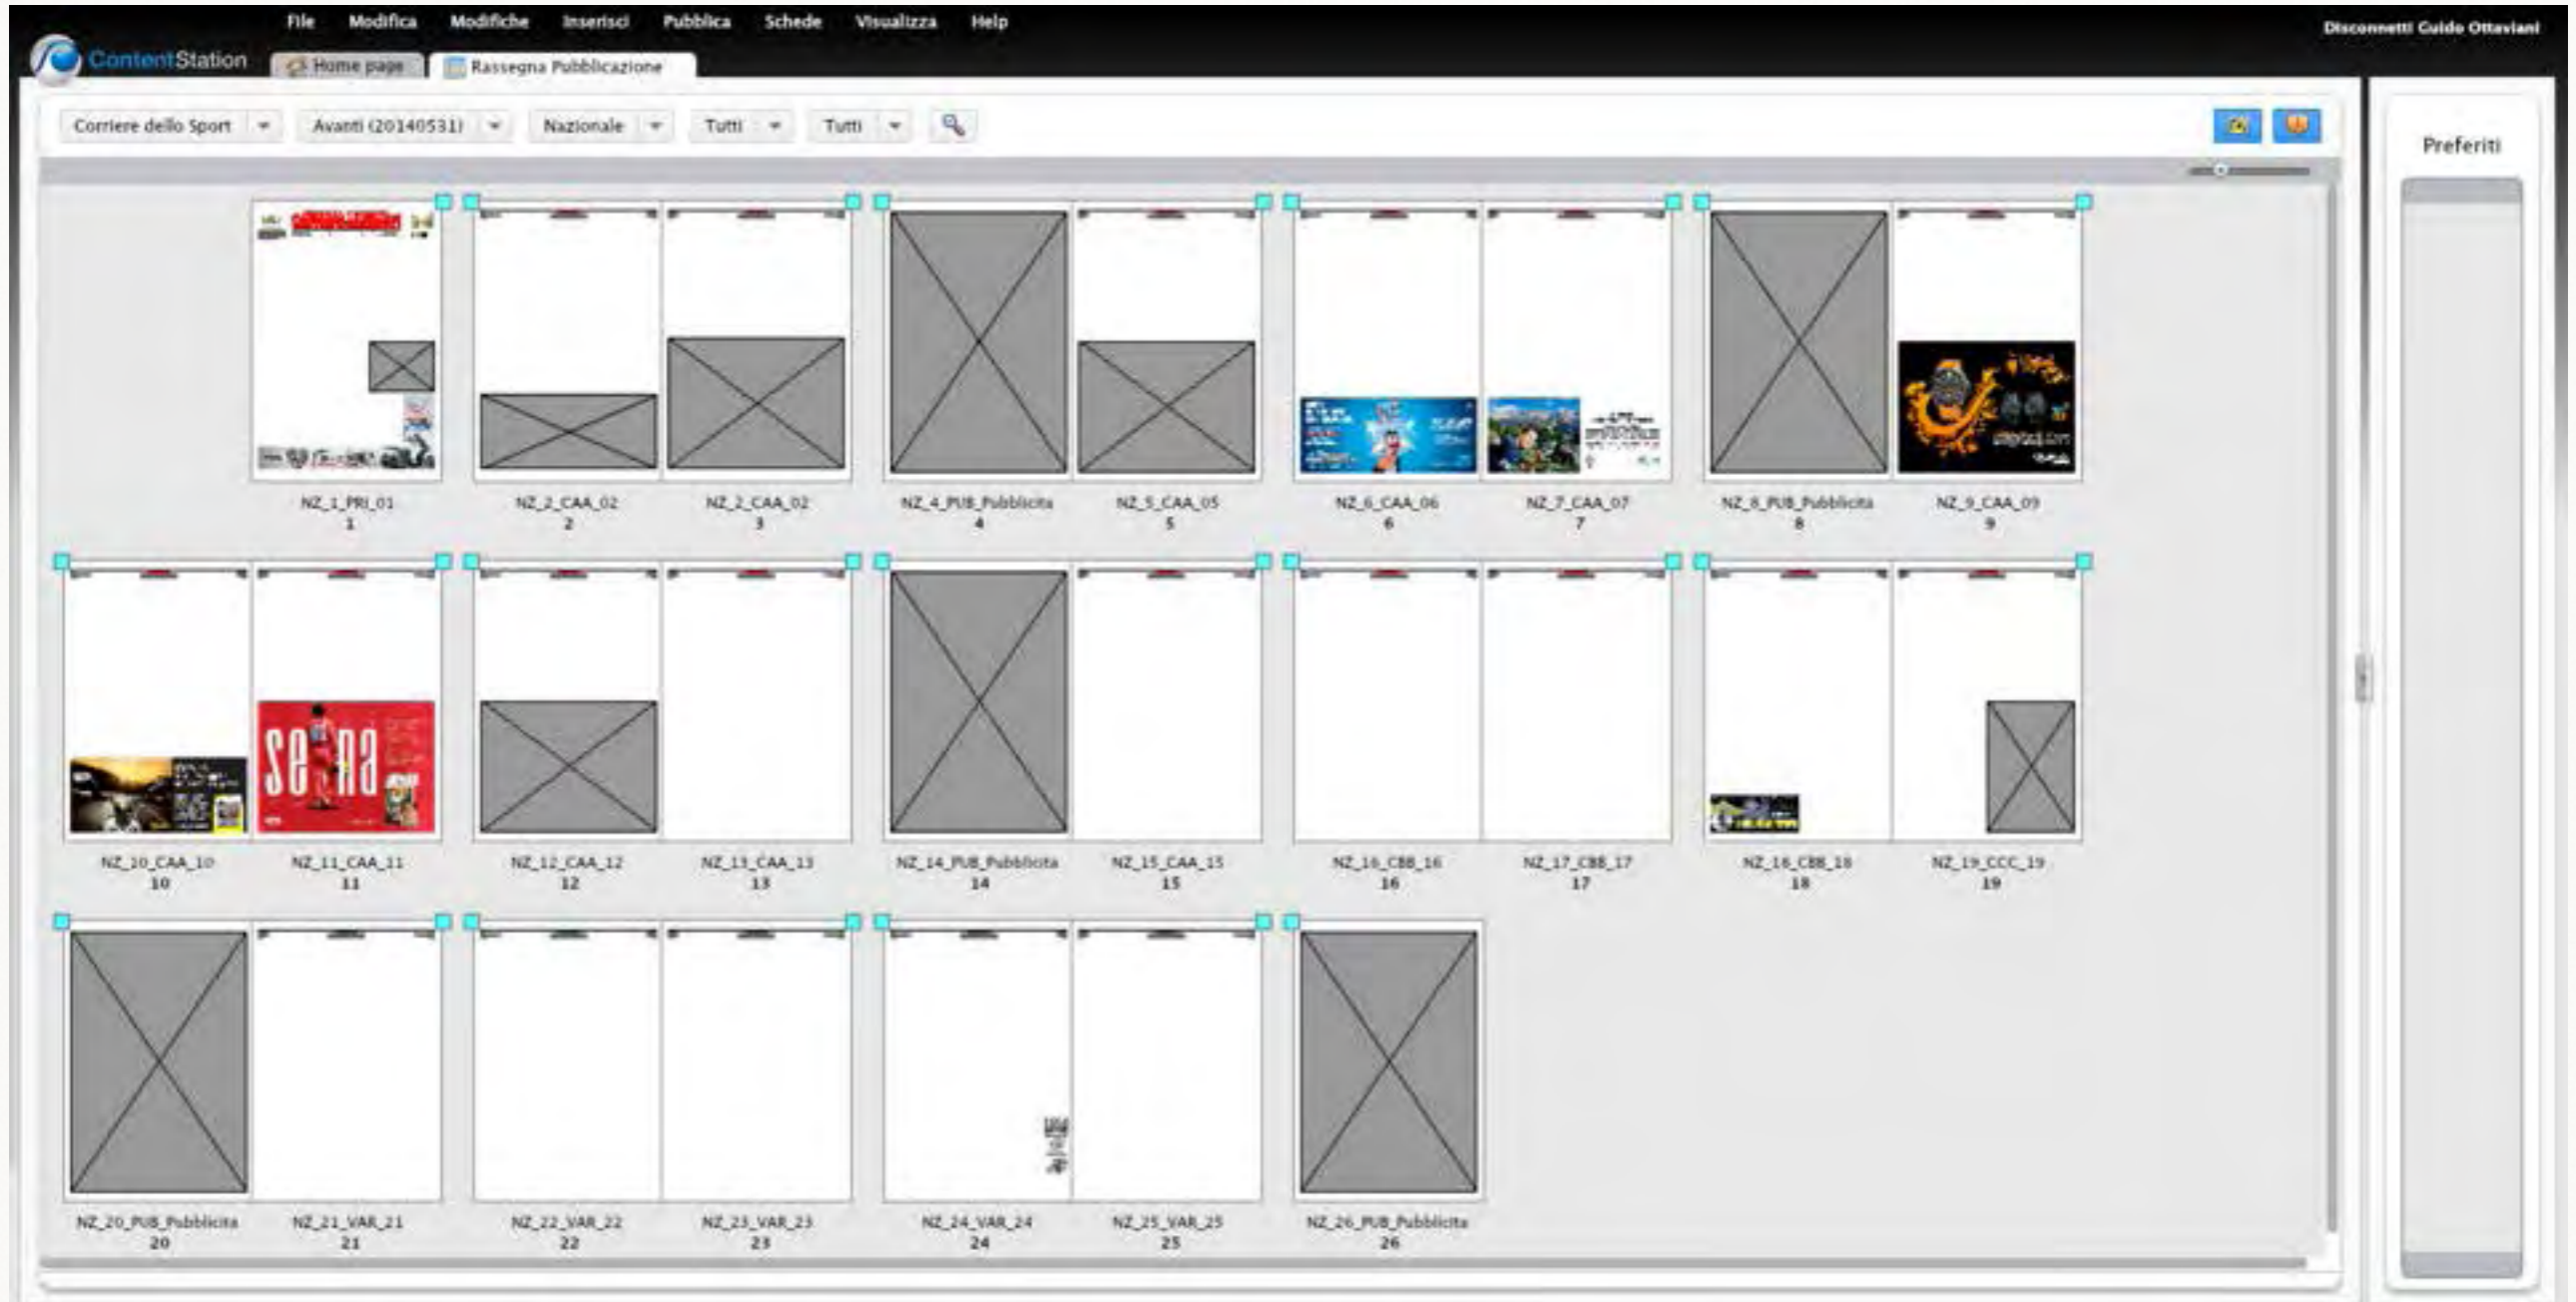 File Modifica Modifiche Inserisci Pubblica Schede Visualizza Help
Disconnetti Guido Ottaviani
ContentStation Home page Rassegna Pubblicazione
Corriere dello Sport Avanti (20140531) Nazionale Tutti Tutti
Preferiti
NZ_1_PRI_01 NZ_2_CAA_02 NZ_2_CAA_02 NZ_4_PUB_Pubblicita NZ_5_CAA_05 NZ_6_CAA_06 NZ_7_CAA_07 NZ_8_PUB_Pubblicita NZ_9_CAA_09
1 2 3 4 5 6 7 8 9
senna
NZ_10_CAA_10 NZ_11_CAA_11 NZ_12_CAA_12 NZ_13_CAA_13 NZ_14_PUB_Pubblicita NZ_15_CAA_15 NZ_16_CBB_16 NZ_17_CBB_17 NZ_18_CBB_18 NZ_19_CCC_19
10 11 12 13 14 15 16 17 18 19
NZ_20_PUB_Pubblicita NZ_21_VAR_21 NZ_22_VAR_22 NZ_23_VAR_23 NZ_24_VAR_24 NZ_25_VAR_25 NZ_26_PUB_Pubblicita
20 21 22 23 24 25 26